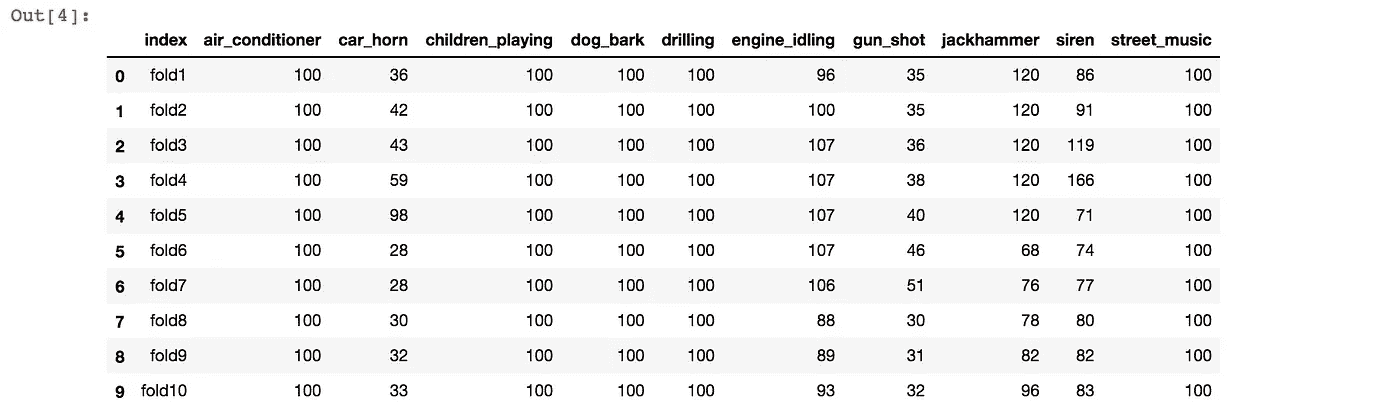 Out[4]:
index air_conditioner car_horn children_playing dog_bark drilling engine_idling gun_shot jackhammer siren street_music
0 fold1 100 36 100 100 100 96 35 120 86 100
1 fold2 100 42 100 100 100 100 35 120 91 100
2 fold3 100 43 100 100 100 107 36 120 119 100
3 fold4 100 59 100 100 100 107 38 120 166 100
4 fold5 100 98 100 100 100 107 40 120 71 100
5 fold6 100 28 100 100 100 107 46 68 74 100
6 fold7 100 28 100 100 100 106 51 76 77 100
7 fold8 100 30 100 100 100 88 30 78 80 100
8 fold9 100 32 100 100 100 89 31 82 82 100
9 fold10 100 33 100 100 100 93 32 96 83 100